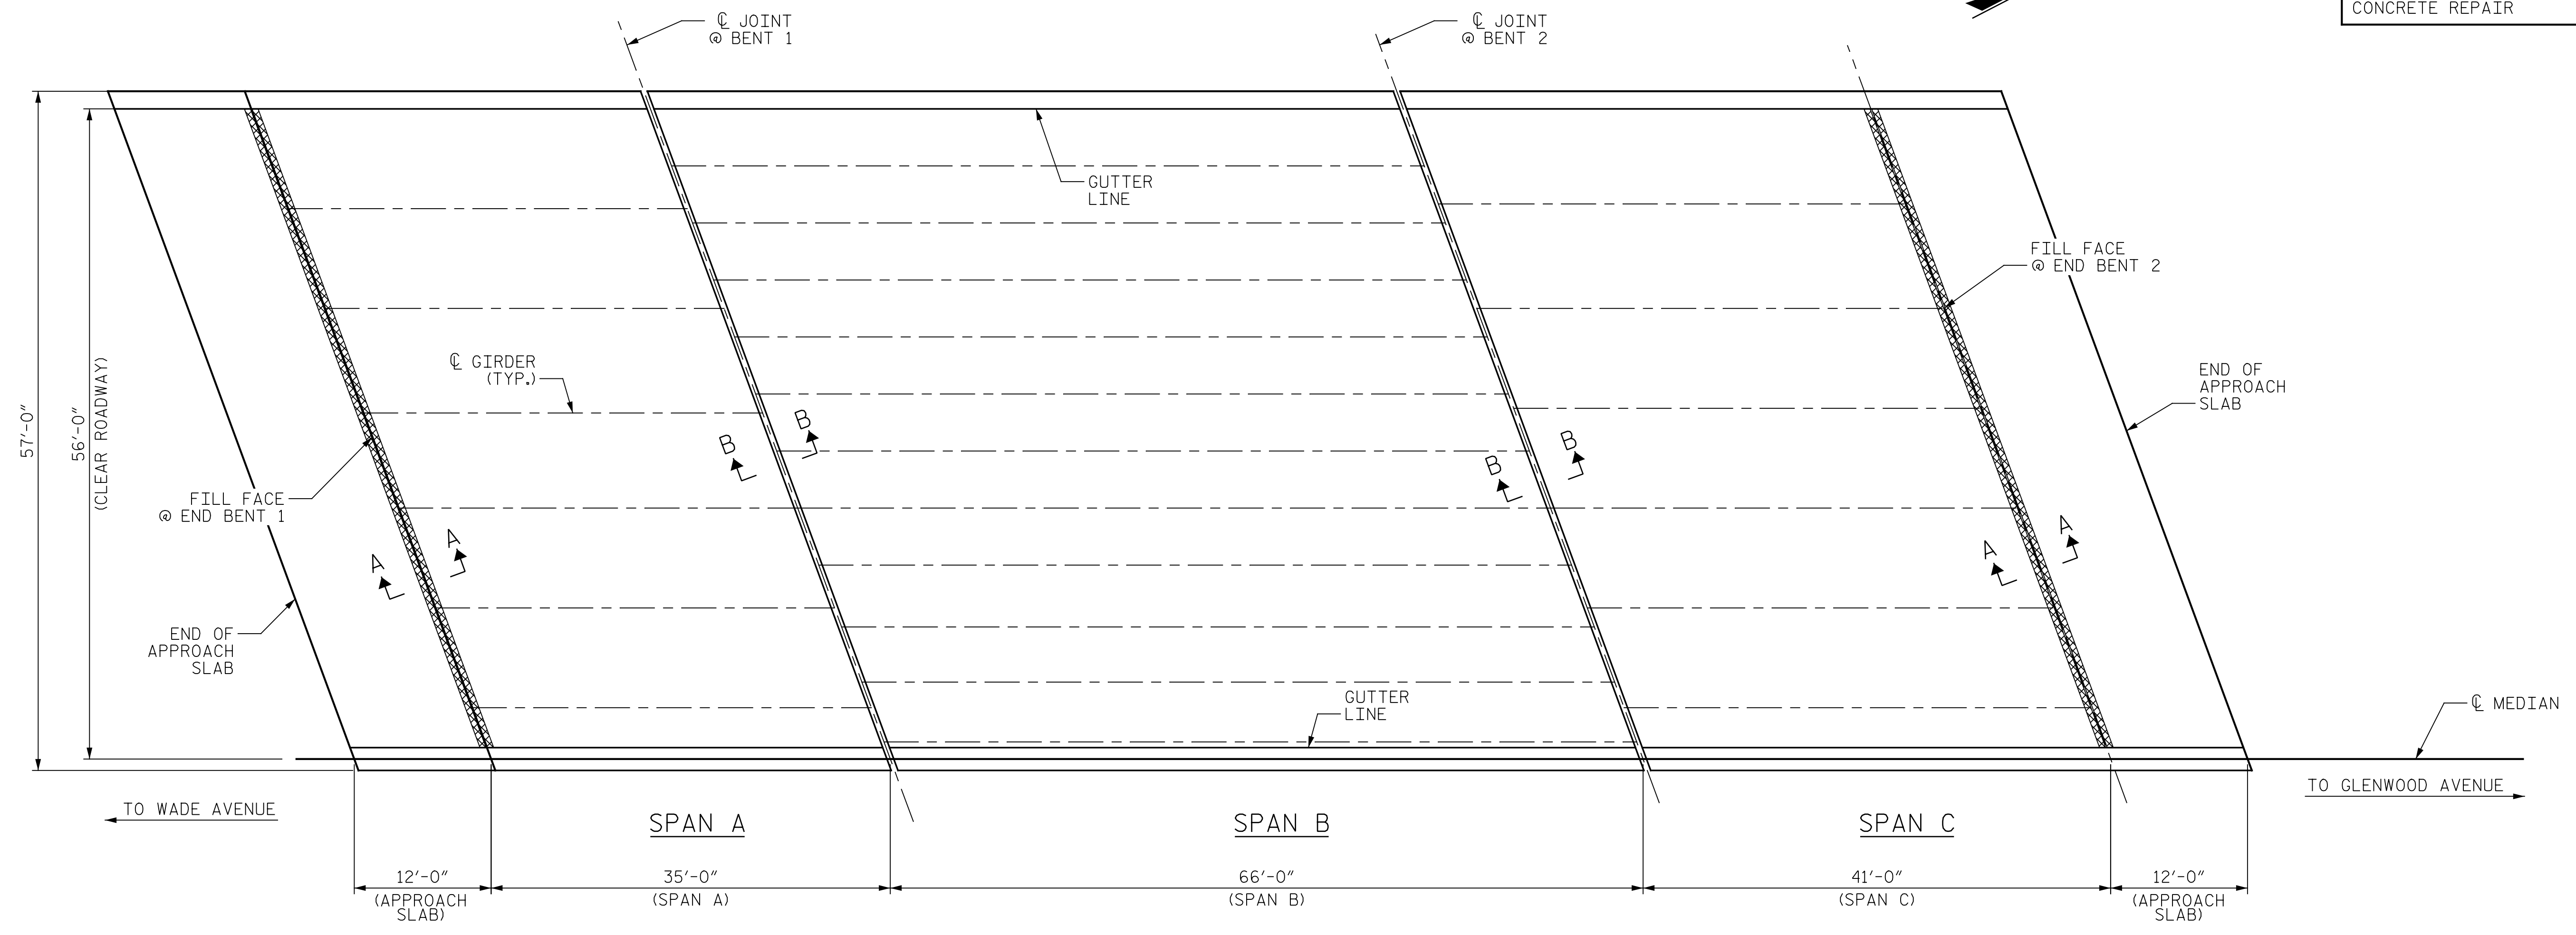 CONCRETE REPAIR
℄ JOINT
@ BENT 1
℄ JOINT
@ BENT 2
57'-0"
56'-0"
(CLEAR ROADWAY)
GUTTER
LINE
FILL FACE
@ END BENT 2
℄ GIRDER
(TYP.)
END OF
APPROACH
SLAB
B
B
B
B
FILL FACE
@ END BENT 1
A
A
A
A
END OF
APPROACH
SLAB
GUTTER
LINE
℄ MEDIAN
TO WADE AVENUE
TO GLENWOOD AVENUE
SPAN A
SPAN B
SPAN C
12'-0"
(APPROACH
SLAB)
35'-0"
(SPAN A)
66'-0"
(SPAN B)
41'-0"
(SPAN C)
12'-0"
(APPROACH
SLAB)